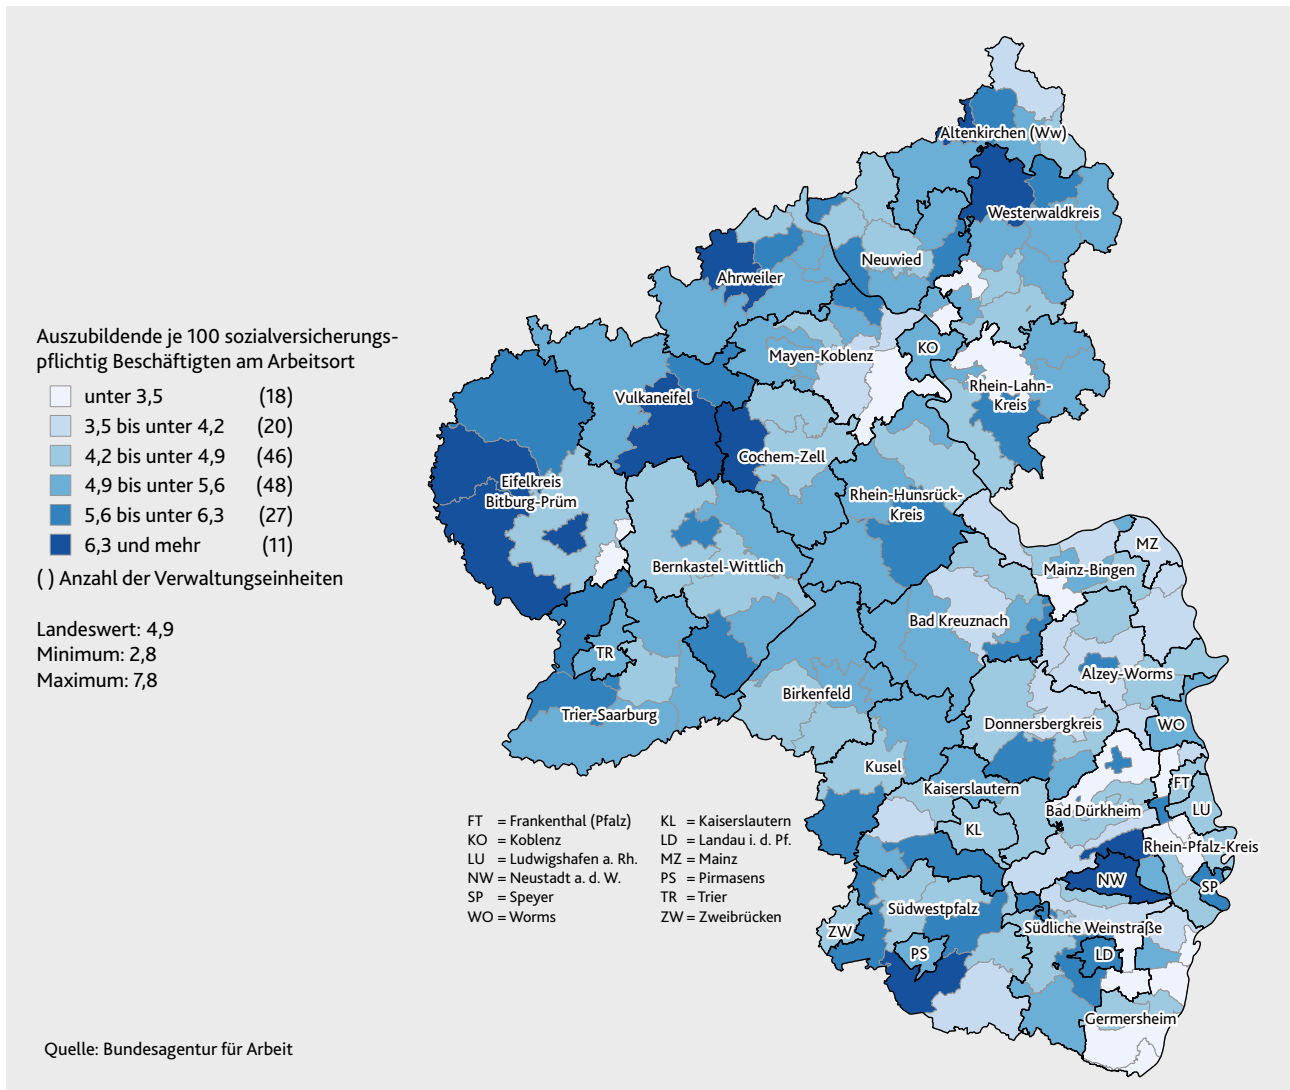 Altenkirchen (Ww)
Westerwaldkreis
Neuwied
Ahrweiler
Auszubildende je 100 sozialversicherungs-
pflichtig Beschäftigten am Arbeitsort
unter 3,5 (18)
3,5 bis unter 4,2 (20)
4,2 bis unter 4,9 (46)
4,9 bis unter 5,6 (48)
5,6 bis unter 6,3 (27)
6,3 und mehr (11)
( ) Anzahl der Verwaltungseinheiten
Landeswert: 4,9
Minimum: 2,8
Maximum: 7,8
Mayen-Koblenz
KO
Rhein-Lahn-
Kreis
Vulkaneifel
Cochem-Zell
Eifelkreis
Bitburg-Prüm
Rhein-Hunsrück-
Kreis
MZ
Mainz-Bingen
Bernkastel-Wittlich
Bad Kreuznach
TR
Alzey-Worms
Birkenfeld
Trier-Saarburg
Donnersbergkreis
WO
Kusel
Kaiserslautern
FT
Bad Dürkheim
LU
KL
Rhein-Pfalz-Kreis
NW
SP
Südwestpfalz
Südliche Weinstraße
ZW
PS
LD
Germersheim
FT = Frankenthal (Pfalz)
KO = Koblenz
LU = Ludwigshafen a. Rh.
NW = Neustadt a. d. W.
SP = Speyer
WO = Worms
KL = Kaiserslautern
LD = Landau i. d. Pf.
MZ = Mainz
PS = Pirmasens
TR = Trier
ZW = Zweibrücken
Quelle: Bundesagentur für Arbeit